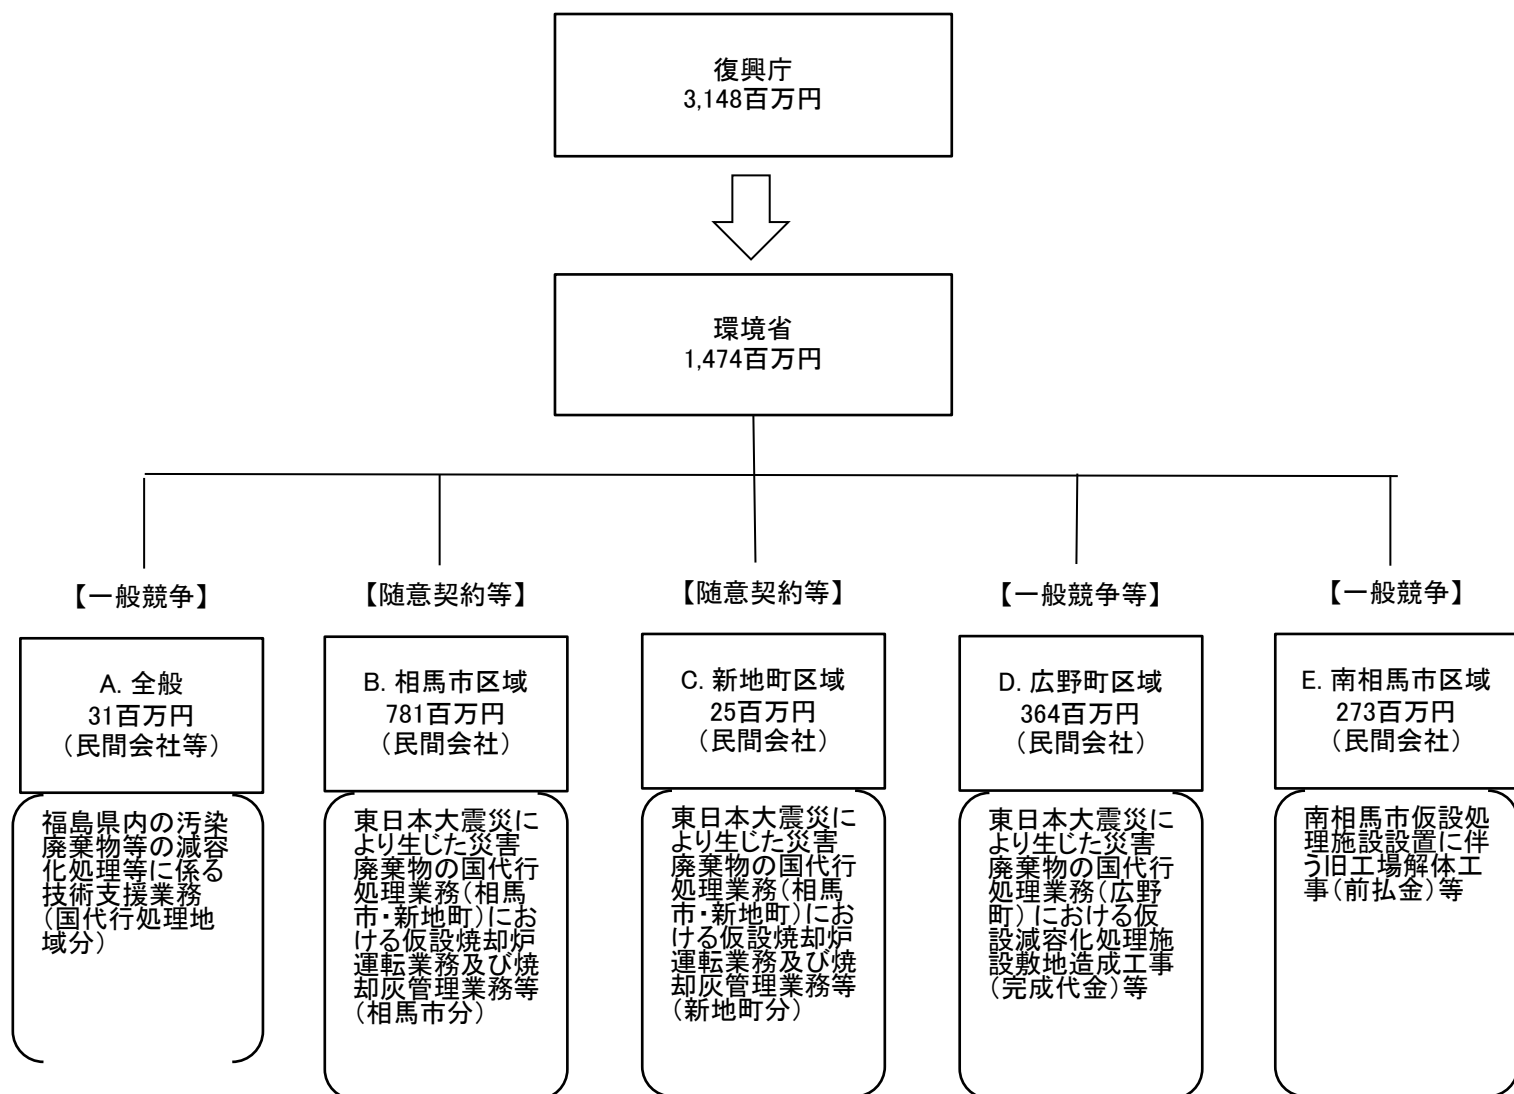 復興庁
3,148百万円
環境省
1,474百万円
【一般競争】
【随意契約等】
【随意契約等】
【一般競争等】
【一般競争】
A. 全般
31百万円
（民間会社等）
B. 相馬市区域
781百万円
（民間会社）
C. 新地町区域
25百万円
（民間会社）
D. 広野町区域
364百万円
（民間会社）
E. 南相馬市区域
273百万円
（民間会社）
福島県内の汚染
廃棄物等の減容
化処理等に係る
技術支援業務
（国代行処理地
域分）
東日本大震災に
より生じた災害
廃棄物の国代行
処理業務（相馬
市・新地町）にお
ける仮設焼却炉
運転業務及び焼
却灰管理業務等
（相馬市分）
東日本大震災に
より生じた災害
廃棄物の国代行
処理業務（相馬
市・新地町）にお
ける仮設焼却炉
運転業務及び焼
却灰管理業務等
（新地町分）
東日本大震災に
より生じた災害
廃棄物の国代行
処理業務（広野
町）における仮
設減容化処理施
設敷地造成工事
（完成代金）等
南相馬市仮設処
理施設設置に伴
う旧工場解体工
事（前払金）等